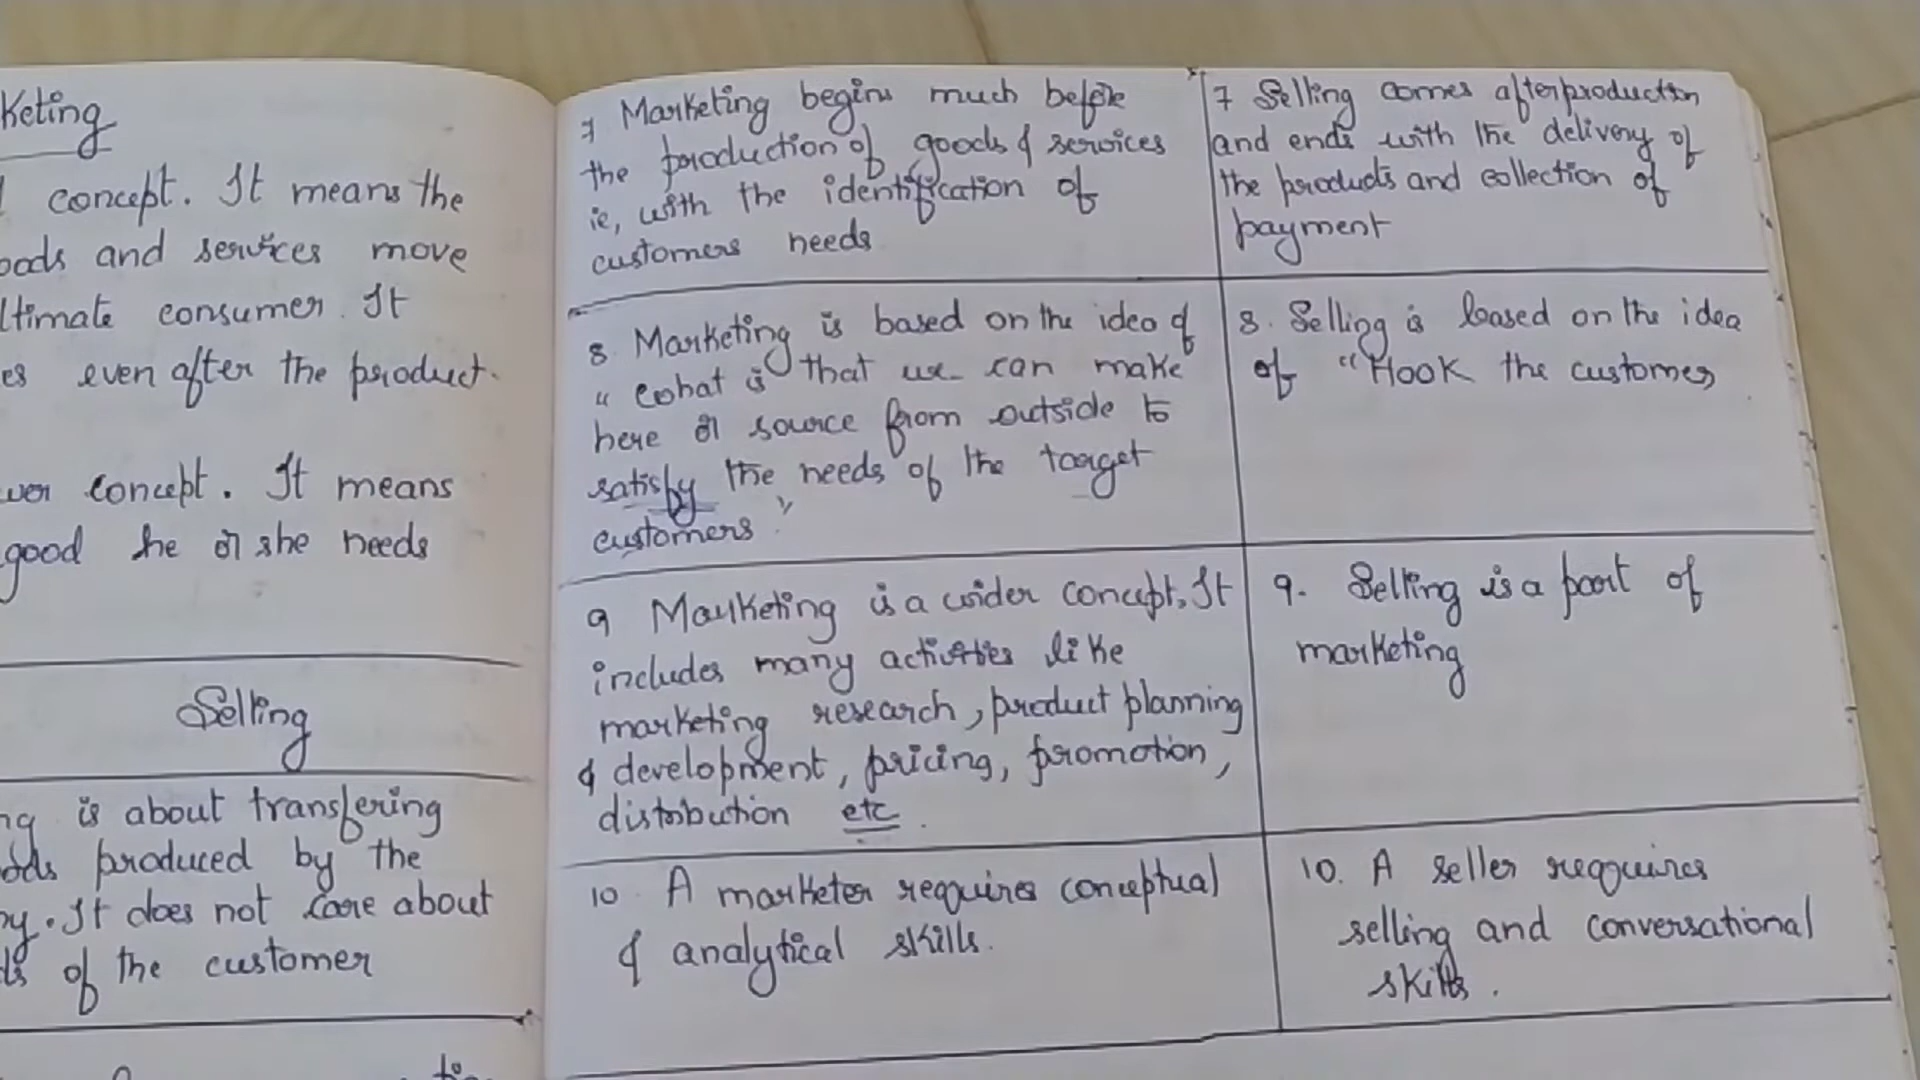 keting
concept. It means the
oods and services move
ltimate consumer. It
es even after the product.
wer concept. It means
good he or she needs
Selling
ng is about transfering
ods produced by the
ny. It does not care about
ds of the customer
to
7 Marketing begins much before
the production of goods & services
ie, with the identification of
customers needs
8 Marketing is based on the idea of
"what is that we can make
here or source from outside to
satisfy the needs of the target
customers"
9 Marketing is a wider concept. It
includes many activities like
marketing research, product planning
& development, pricing, promotion,
distribution etc.
10 A marketer requires conceptual
& analytical skills.
7 Selling comes after production
and ends with the delivery of
the products and collection of
payment
8. Selling is based on the idea
of "Hook the customer
9. Selling is a part of
marketing
10. A seller requires
selling and conversational
skills.